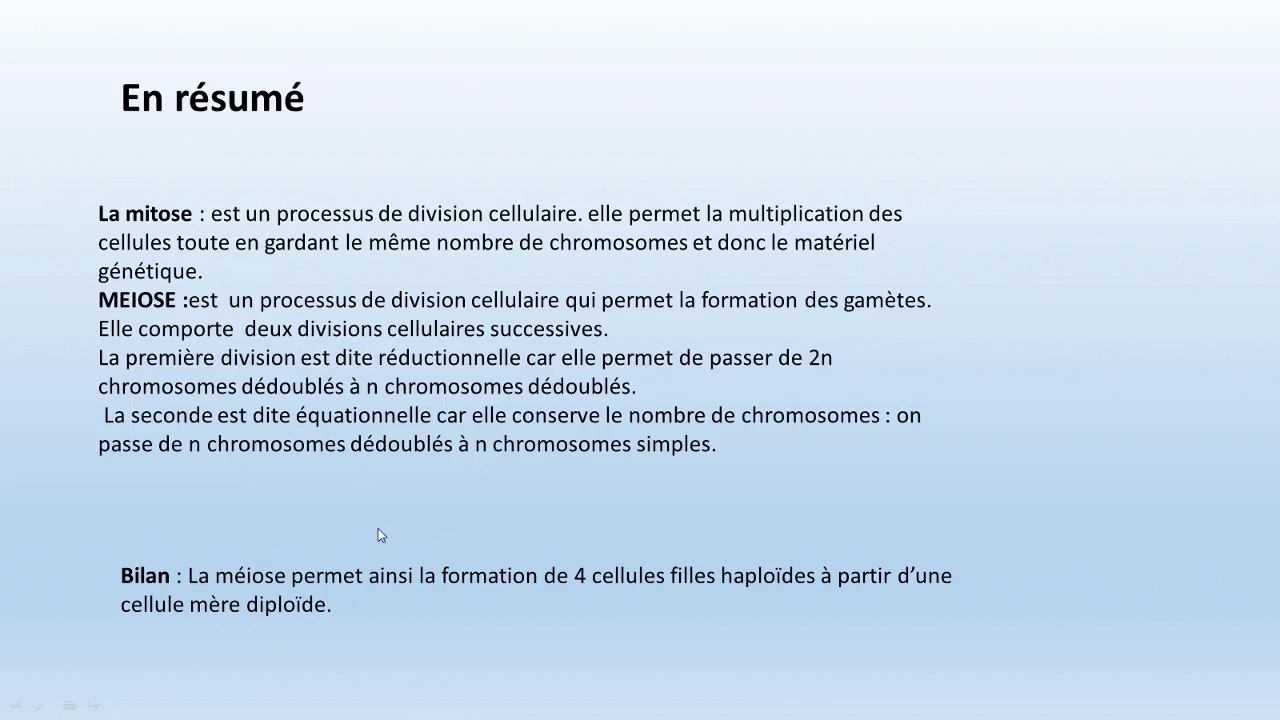 En résumé
La mitose : est un processus de division cellulaire. elle permet la multiplication des
cellules toute en gardant le même nombre de chromosomes et donc le matériel
génétique.
MEIOSE :est  un processus de division cellulaire qui permet la formation des gamètes.
Elle comporte  deux divisions cellulaires successives.
La première division est dite réductionnelle car elle permet de passer de 2n
chromosomes dédoublés à n chromosomes dédoublés.
La seconde est dite équationnelle car elle conserve le nombre de chromosomes : on
passe de n chromosomes dédoublés à n chromosomes simples.
Bilan : La méiose permet ainsi la formation de 4 cellules filles haploïdes à partir d’une
cellule mère diploïde.